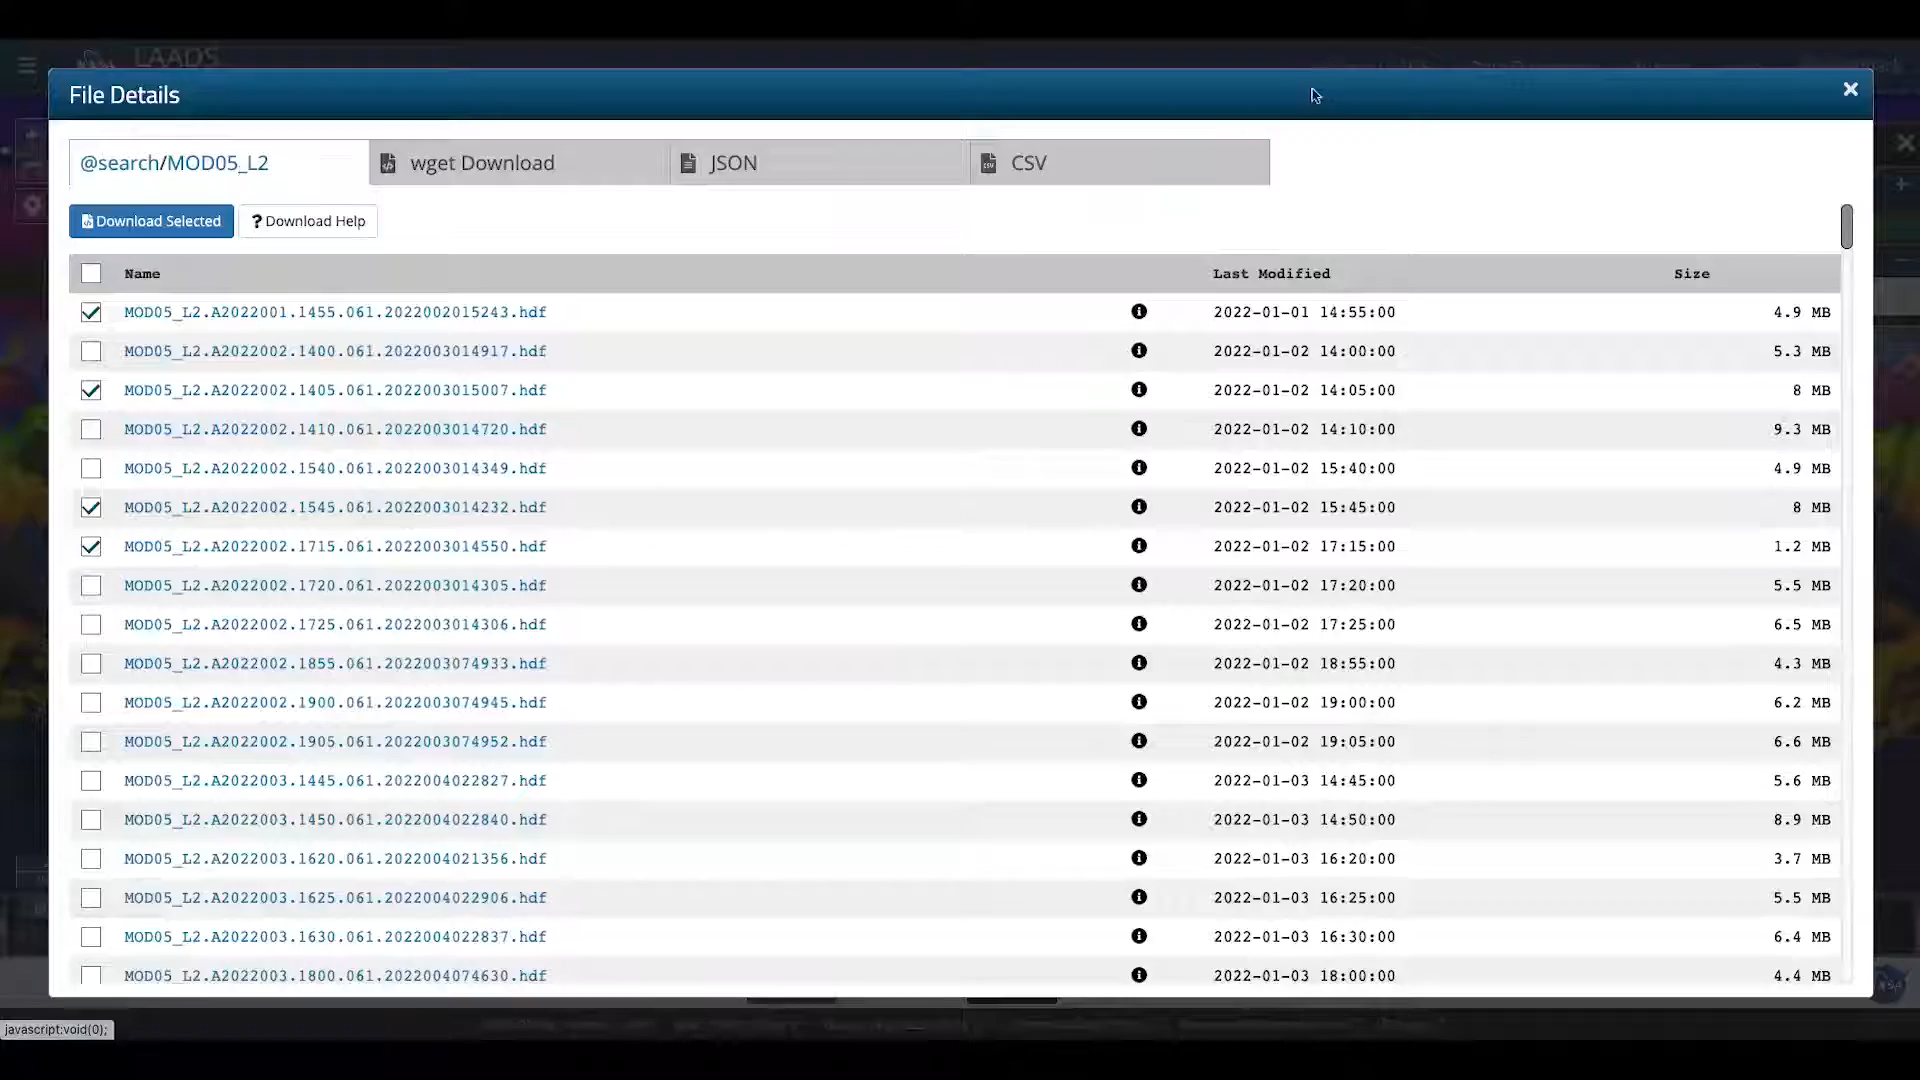 LAADS
File Details
@search/MOD05_L2
wget Download
JSON
CSV
Download Selected
? Download Help
Name Last Modified Size
MOD05_L2.A2022001.1455.061.2022002015243.hdf 2022-01-01 14:55:00 4.9 MB
MOD05_L2.A2022002.1400.061.2022003014917.hdf 2022-01-02 14:00:00 5.3 MB
MOD05_L2.A2022002.1405.061.2022003015007.hdf 2022-01-02 14:05:00 8 MB
MOD05_L2.A2022002.1410.061.2022003014720.hdf 2022-01-02 14:10:00 9.3 MB
MOD05_L2.A2022002.1540.061.2022003014349.hdf 2022-01-02 15:40:00 4.9 MB
MOD05_L2.A2022002.1545.061.2022003014232.hdf 2022-01-02 15:45:00 8 MB
MOD05_L2.A2022002.1715.061.2022003014550.hdf 2022-01-02 17:15:00 1.2 MB
MOD05_L2.A2022002.1720.061.2022003014305.hdf 2022-01-02 17:20:00 5.5 MB
MOD05_L2.A2022002.1725.061.2022003014306.hdf 2022-01-02 17:25:00 6.5 MB
MOD05_L2.A2022002.1855.061.2022003074933.hdf 2022-01-02 18:55:00 4.3 MB
MOD05_L2.A2022002.1900.061.2022003074945.hdf 2022-01-02 19:00:00 6.2 MB
MOD05_L2.A2022002.1905.061.2022003074952.hdf 2022-01-02 19:05:00 6.6 MB
MOD05_L2.A2022003.1445.061.2022004022827.hdf 2022-01-03 14:45:00 5.6 MB
MOD05_L2.A2022003.1450.061.2022004022840.hdf 2022-01-03 14:50:00 8.9 MB
MOD05_L2.A2022003.1620.061.2022004021356.hdf 2022-01-03 16:20:00 3.7 MB
MOD05_L2.A2022003.1625.061.2022004022906.hdf 2022-01-03 16:25:00 5.5 MB
MOD05_L2.A2022003.1630.061.2022004022837.hdf 2022-01-03 16:30:00 6.4 MB
MOD05_L2.A2022003.1800.061.2022004074630.hdf 2022-01-03 18:00:00 4.4 MB
javascript:void(0);